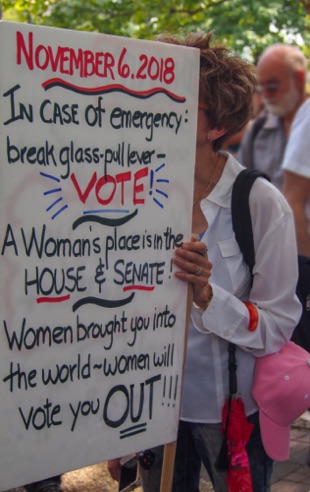 NOVEMBER 6, 2018
IN CASE OF emergency:
break glass-pull lever-
VOTE!
A Woman's place is in the
HOUSE & SENATE!
Women brought you into
the world~women will
vote you OUT!!!